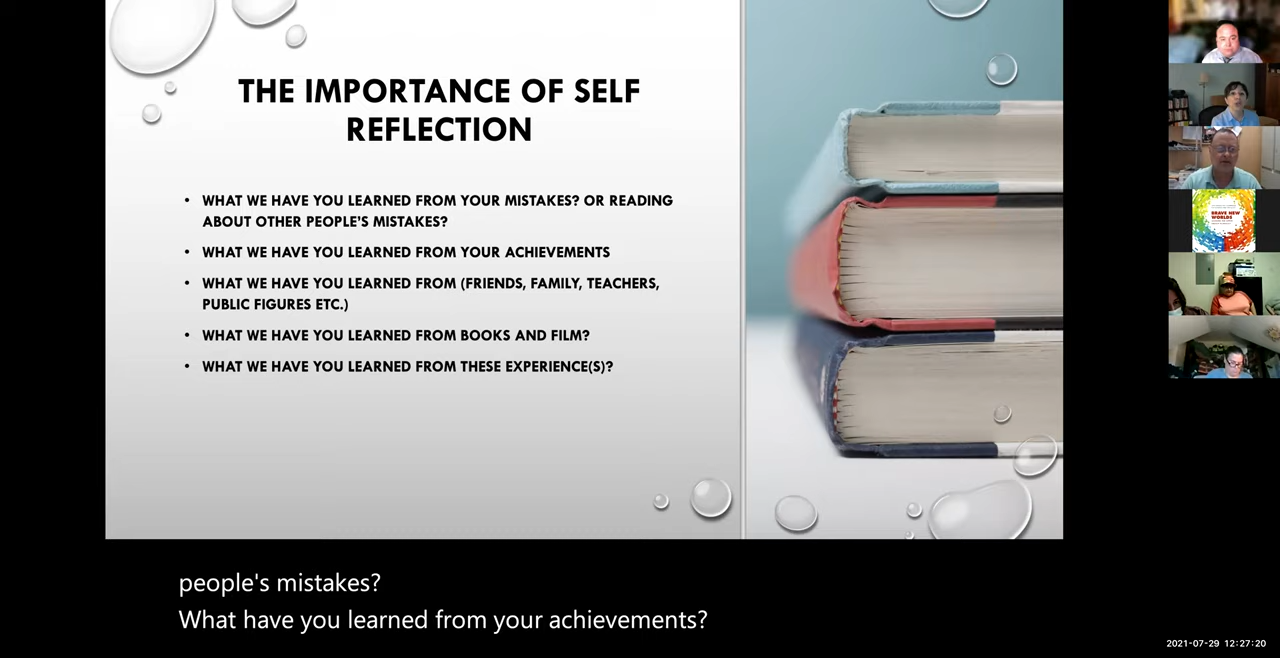 THE IMPORTANCE OF SELF
REFLECTION
• WHAT WE HAVE YOU LEARNED FROM YOUR MISTAKES? OR READING
ABOUT OTHER PEOPLE'S MISTAKES?
• WHAT WE HAVE YOU LEARNED FROM YOUR ACHIEVEMENTS
• WHAT WE HAVE YOU LEARNED FROM (FRIENDS, FAMILY, TEACHERS,
PUBLIC FIGURES ETC.)
• WHAT WE HAVE YOU LEARNED FROM BOOKS AND FILM?
• WHAT WE HAVE YOU LEARNED FROM THESE EXPERIENCE(S)?
BRAVE NEW
WORLDS
people's mistakes?
What have you learned from your achievements?
2021-07-29 12:27:20